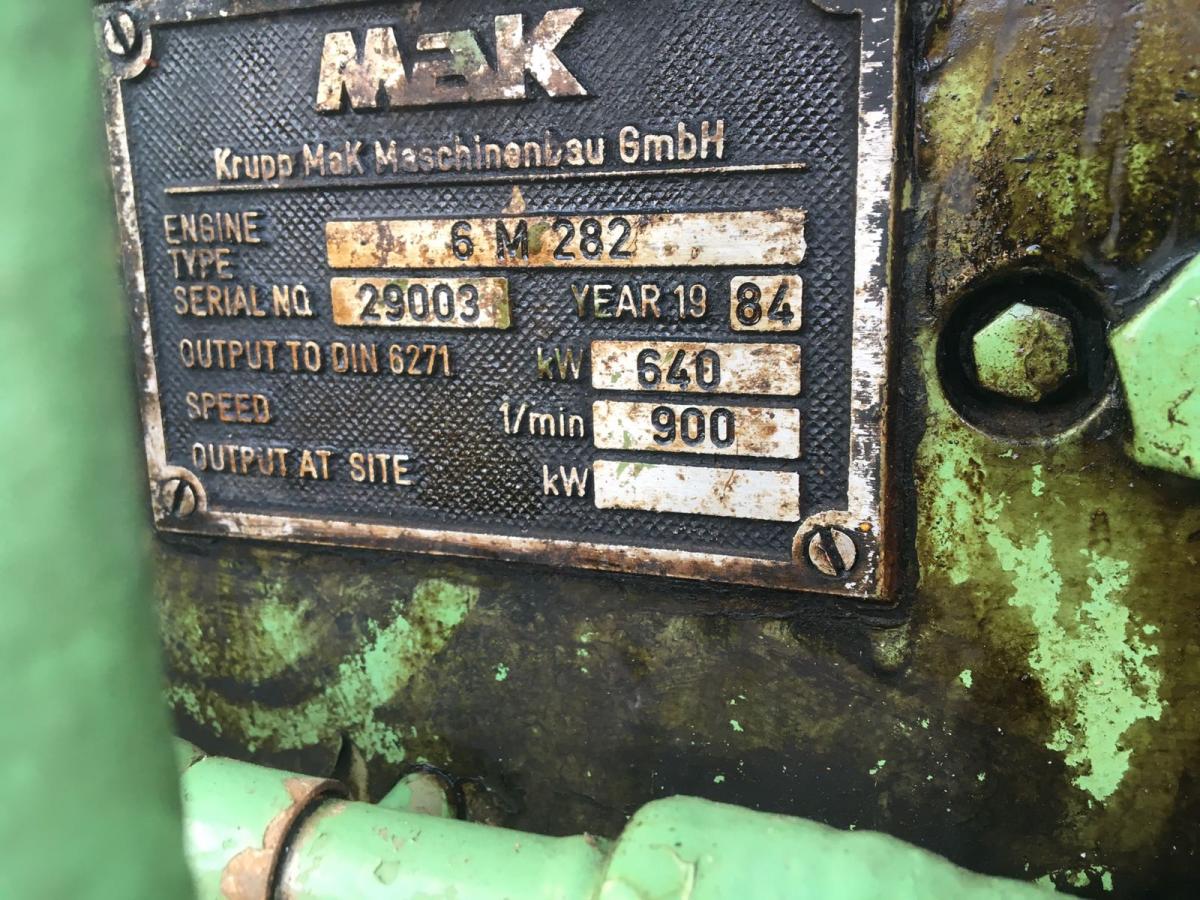 MaK
Krupp MaK Maschinenbau GmbH
ENGINE TYPE 6 M 282
SERIAL NO. 29003 YEAR 19 84
OUTPUT TO DIN 6271 kW 640
SPEED 1/min 900
OUTPUT AT SITE kW